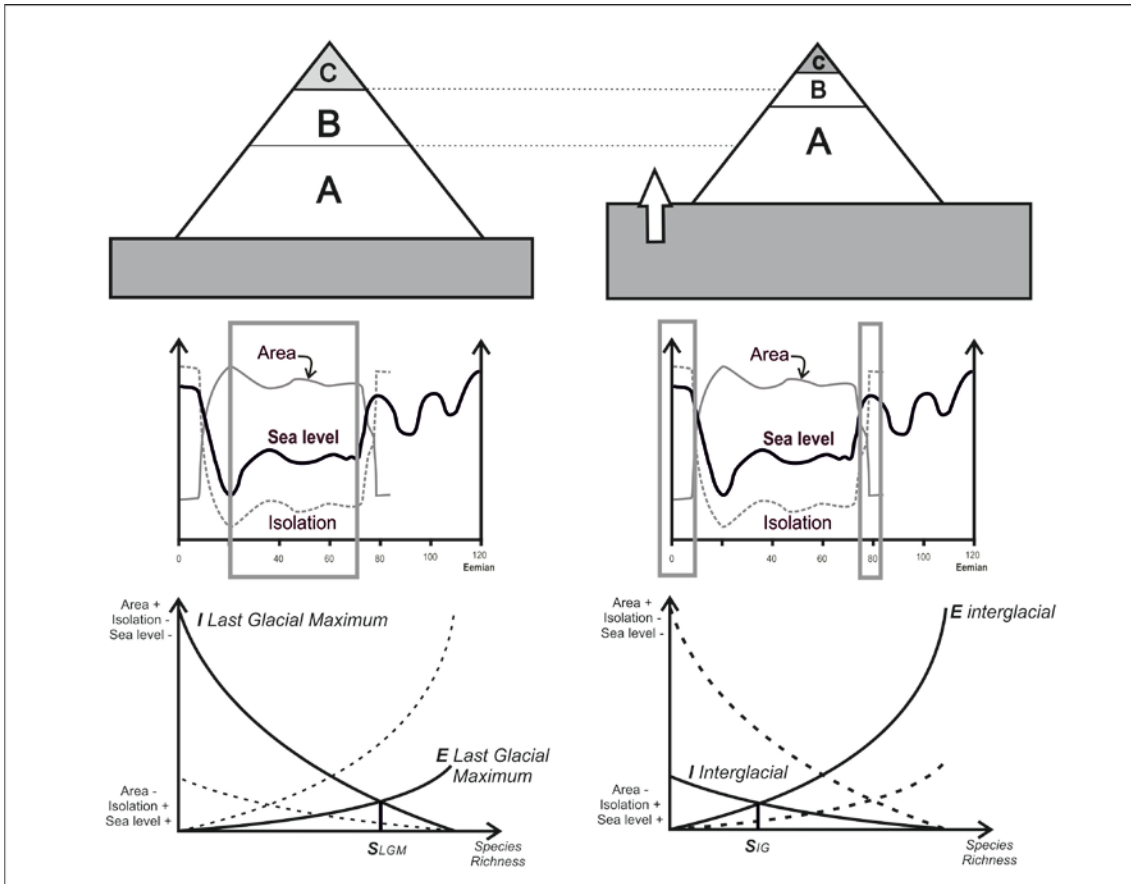 C
B
A
c
B
A
Area
Sea level
Isolation
0
20
40
60
80
100
120
Eemian
Area
Sea level
Isolation
0
20
40
60
80
100
120
Eemian
Area +
Isolation -
Sea level -
I Last Glacial Maximum
E Last Glacial
Maximum
Area -
Isolation +
Sea level +
SLGM
Species
Richness
Area +
Isolation -
Sea level -
E interglacial
I Interglacial
Area -
Isolation +
Sea level +
SIG
Species
Richness